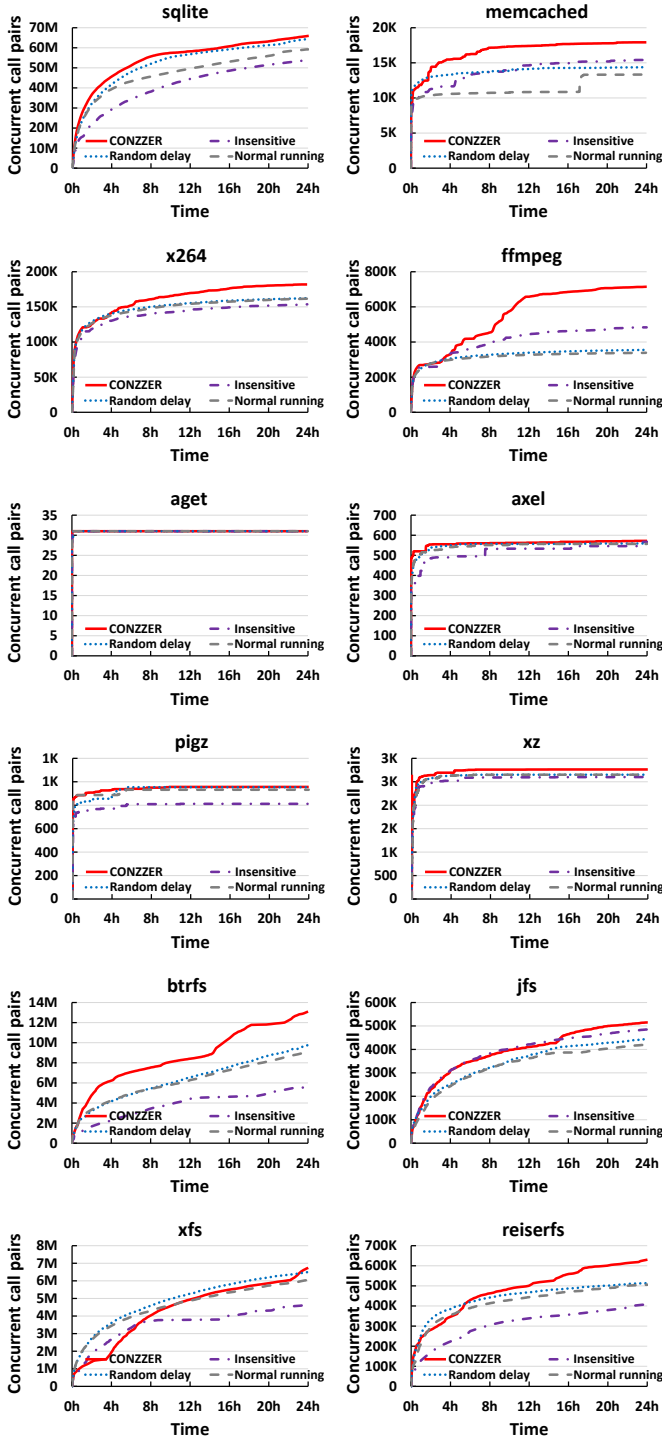 sqlite
Concurrent call pairs
70M
60M
50M
40M
30M
20M
10M
0
CONZZER
Insensitive
Random delay
Normal running
0h 4h 8h 12h 16h 20h 24h
Time
memcached
Concurrent call pairs
20K
15K
10K
5K
0
CONZZER
Insensitive
Random delay
Normal running
0h 4h 8h 12h 16h 20h 24h
Time
x264
Concurrent call pairs
200K
150K
100K
50K
0
CONZZER
Insensitive
Random delay
Normal running
0h 4h 8h 12h 16h 20h 24h
Time
ffmpeg
Concurrent call pairs
800K
600K
400K
200K
0
CONZZER
Insensitive
Random delay
Normal running
0h 4h 8h 12h 16h 20h 24h
Time
aget
Concurrent call pairs
35
30
25
20
15
10
5
0
CONZZER
Insensitive
Random delay
Normal running
0h 4h 8h 12h 16h 20h 24h
Time
axel
Concurrent call pairs
700
600
500
400
300
200
100
0
CONZZER
Insensitive
Random delay
Normal running
0h 4h 8h 12h 16h 20h 24h
Time
pigz
Concurrent call pairs
1K
1K
800
600
400
200
0
CONZZER
Insensitive
Random delay
Normal running
0h 4h 8h 12h 16h 20h 24h
Time
xz
Concurrent call pairs
3K
3K
2K
2K
1K
500
0
CONZZER
Insensitive
Random delay
Normal running
0h 4h 8h 12h 16h 20h 24h
Time
btrfs
Concurrent call pairs
14M
12M
10M
8M
6M
4M
2M
0
CONZZER
Insensitive
Random delay
Normal running
0h 4h 8h 12h 16h 20h 24h
Time
jfs
Concurrent call pairs
600K
500K
400K
300K
200K
100K
0
CONZZER
Insensitive
Random delay
Normal running
0h 4h 8h 12h 16h 20h 24h
Time
xfs
Concurrent call pairs
8M
7M
6M
5M
4M
3M
2M
1M
0
CONZZER
Insensitive
Random delay
Normal running
0h 4h 8h 12h 16h 20h 24h
Time
reiserfs
Concurrent call pairs
700K
600K
500K
400K
300K
200K
100K
0
CONZZER
Insensitive
Random delay
Normal running
0h 4h 8h 12h 16h 20h 24h
Time